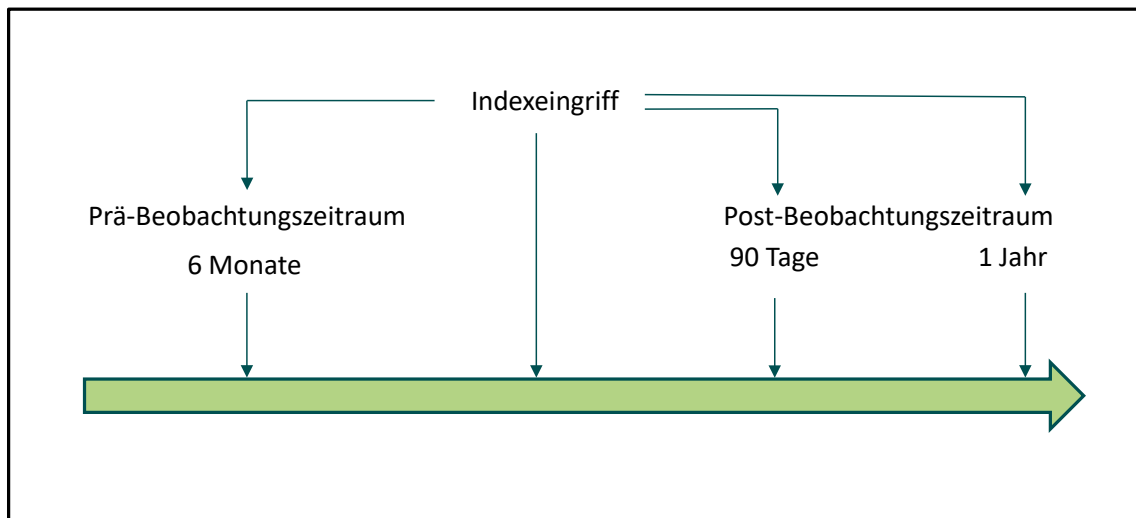 Indexeingriff
Prä-Beobachtungszeitraum
6 Monate
Post-Beobachtungszeitraum
90 Tage
1 Jahr